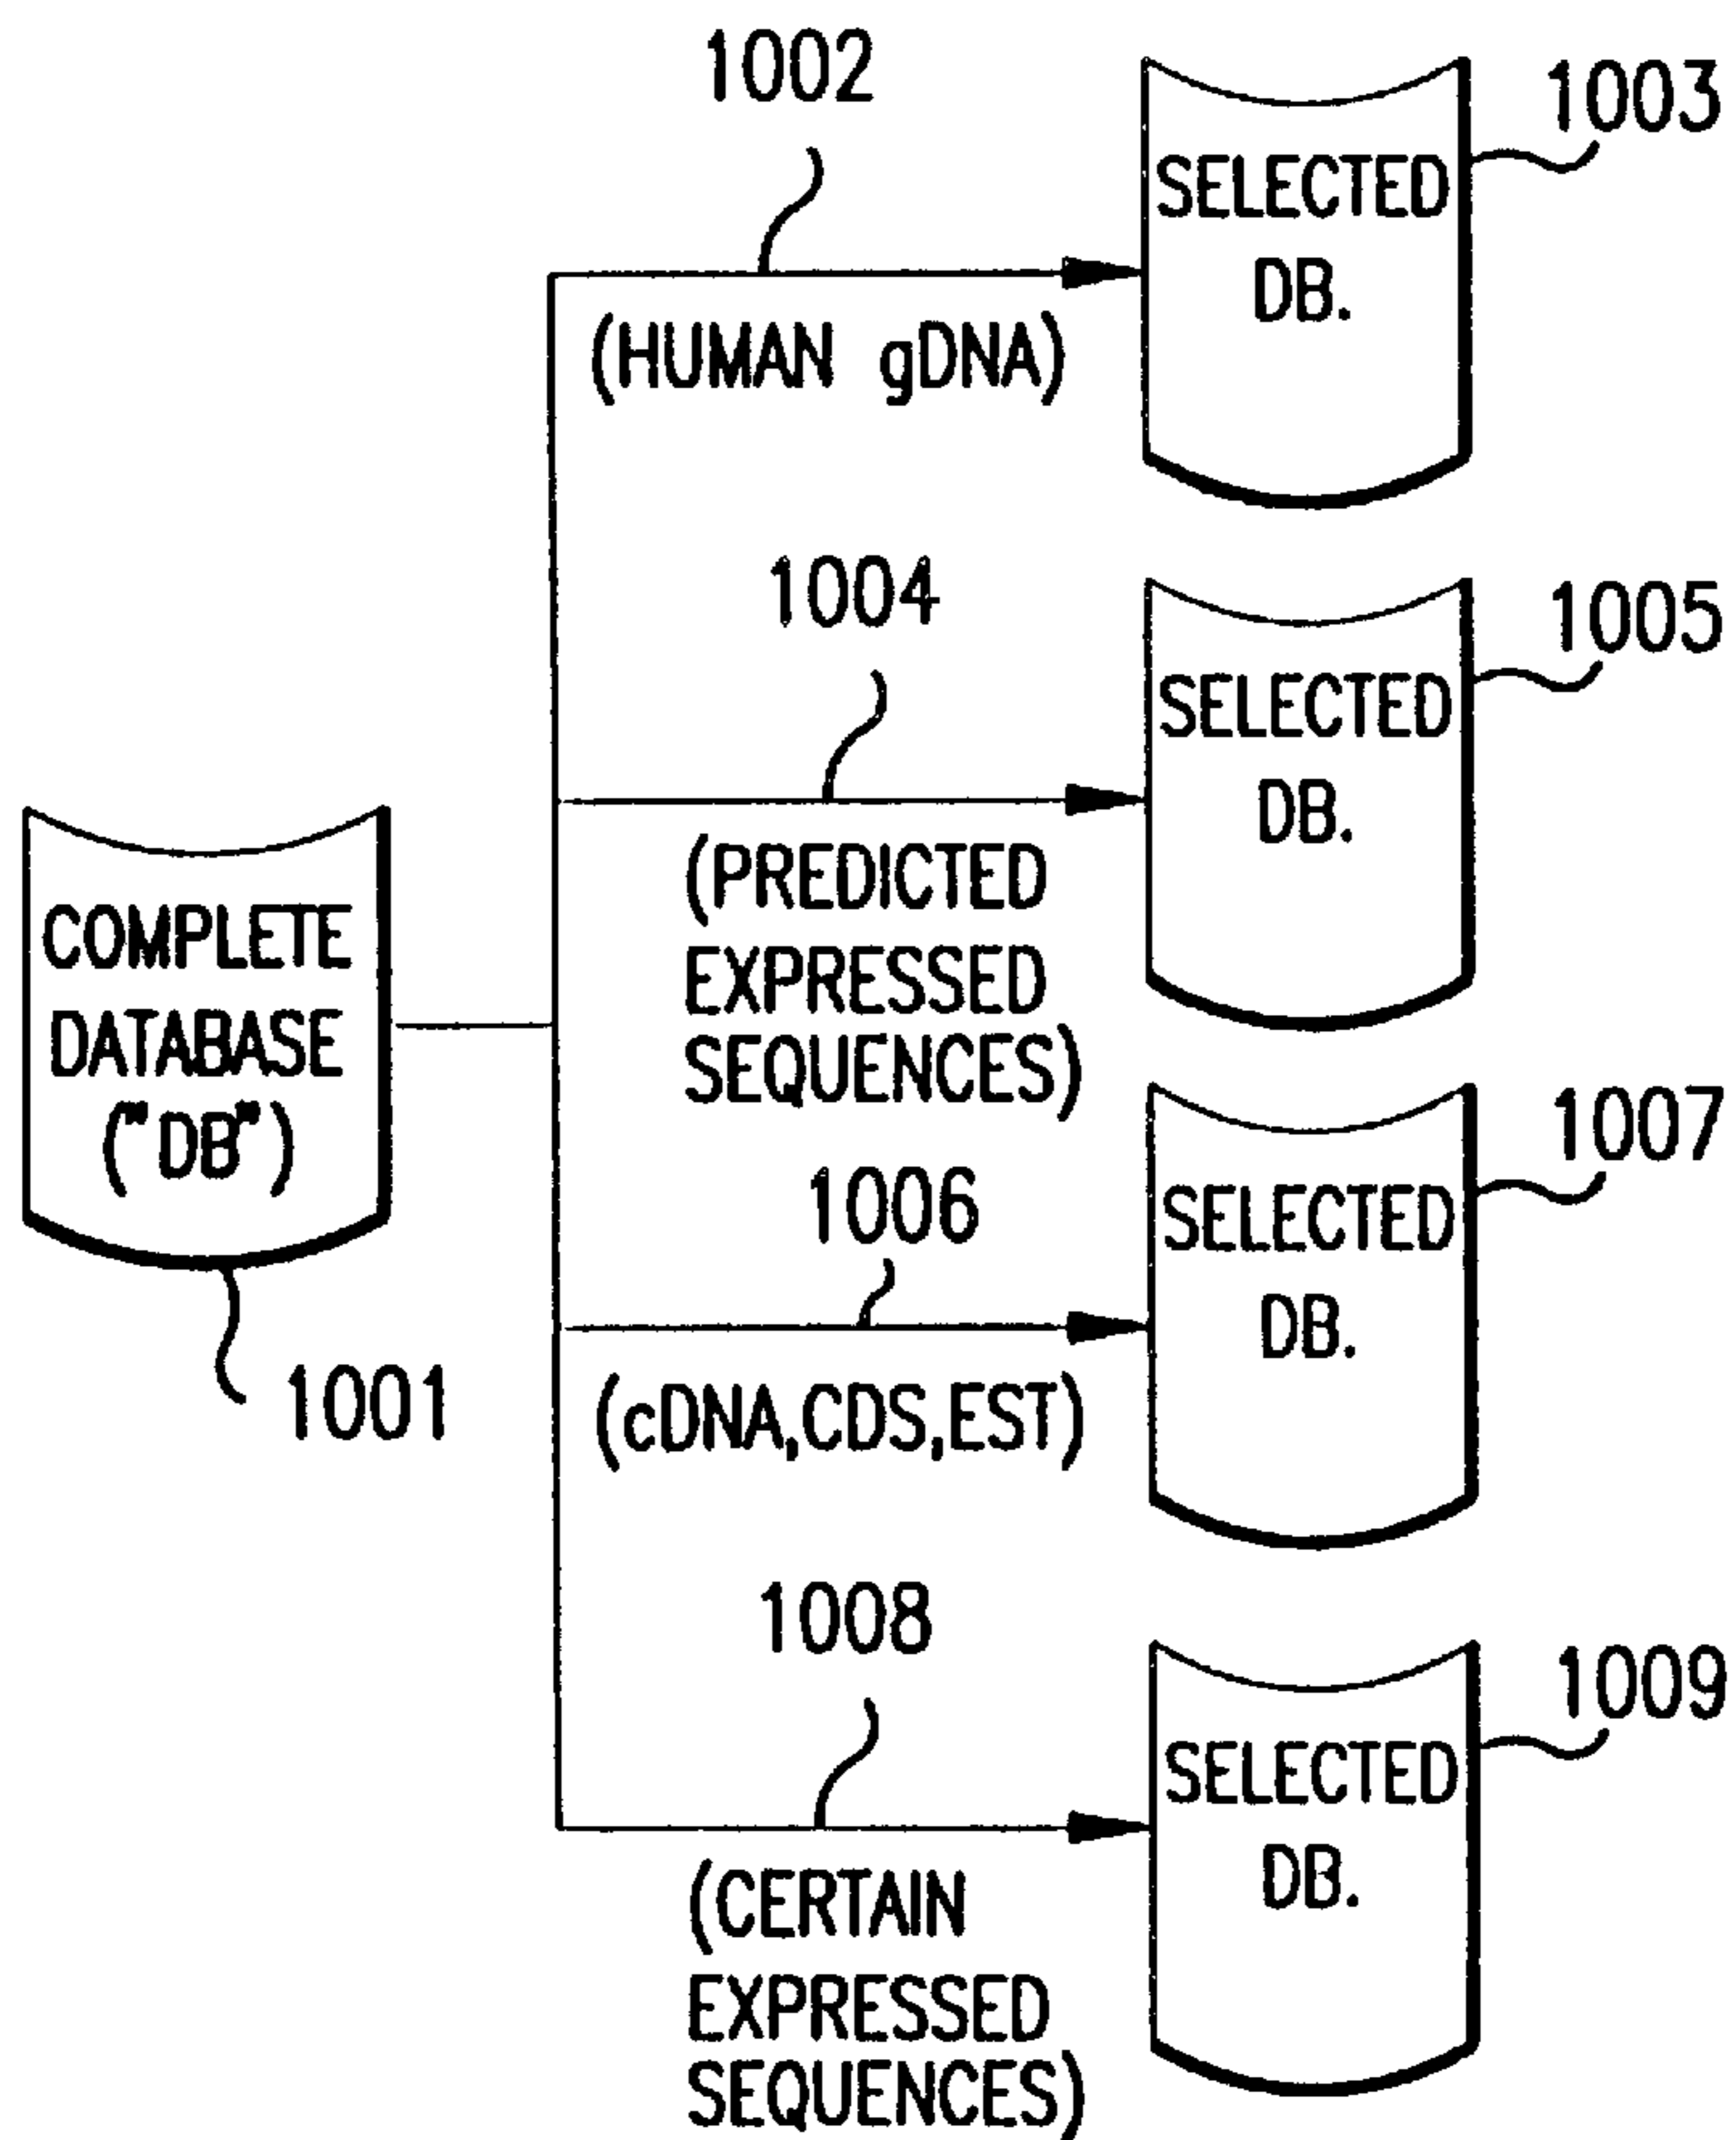 1002
1003
SELECTED
DB.
(HUMAN gDNA)
1004
1005
SELECTED
DB.
(PREDICTED
EXPRESSED
SEQUENCES)
COMPLETE
DATABASE
("DB")
1001
1006
1007
SELECTED
DB.
(cDNA,CDS,EST)
1008
1009
SELECTED
DB.
(CERTAIN
EXPRESSED
SEQUENCES)